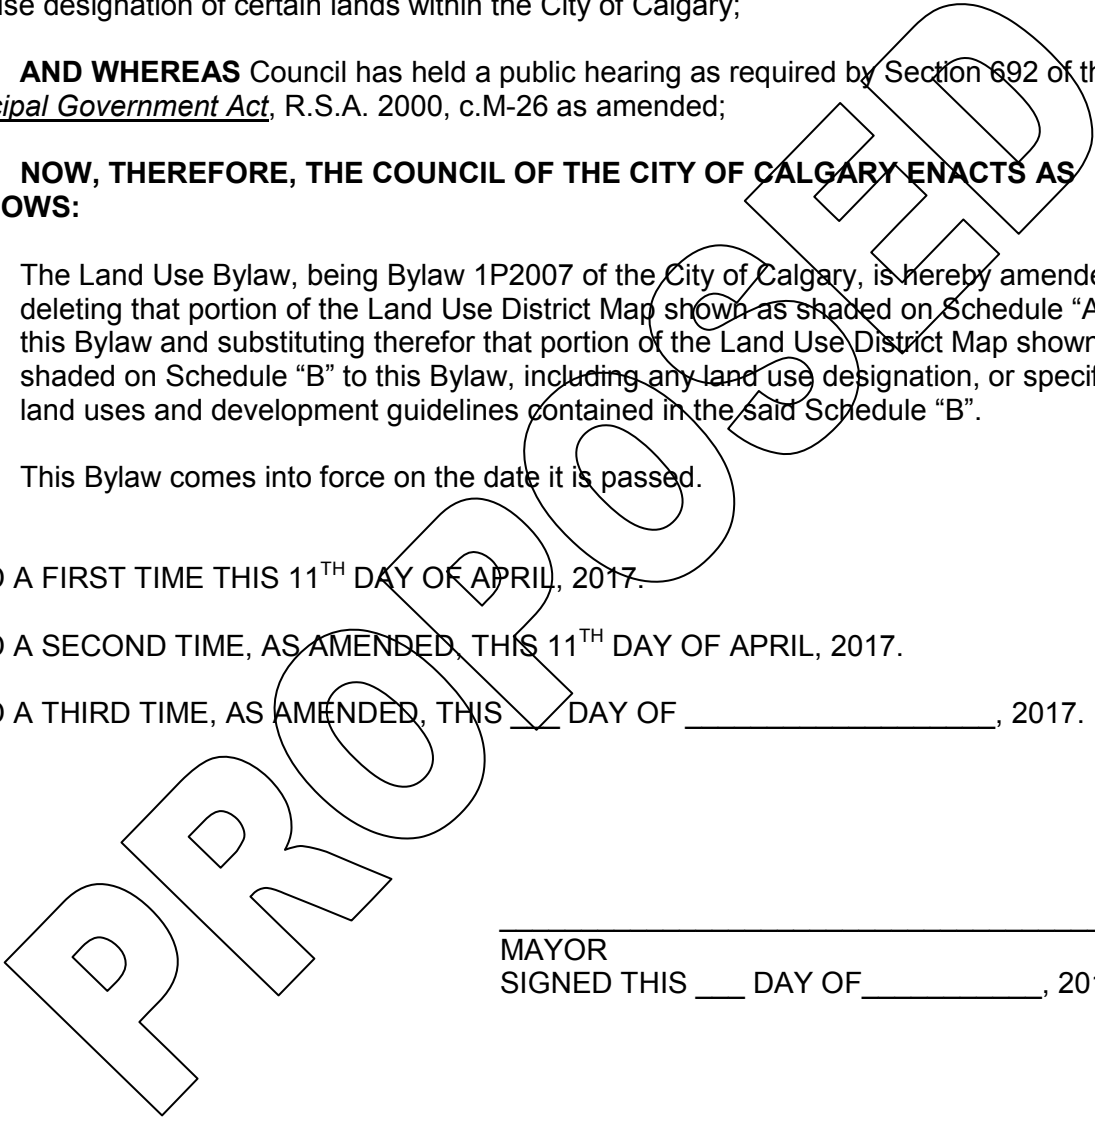 use designation of certain lands within the City of Calgary;
AND WHEREAS Council has held a public hearing as required by Section 692 of th
cipal Government Act, R.S.A. 2000, c.M-26 as amended;
NOW, THEREFORE, THE COUNCIL OF THE CITY OF CALGARY ENACTS AS
OWS:
The Land Use Bylaw, being Bylaw 1P2007 of the City of Calgary, is hereby amende
deleting that portion of the Land Use District Map shown as shaded on Schedule “A
this Bylaw and substituting therefor that portion of the Land Use District Map shown
shaded on Schedule “B” to this Bylaw, including any land use designation, or specif
land uses and development guidelines contained in the said Schedule “B”.
This Bylaw comes into force on the date it is passed.
D A FIRST TIME THIS 11TH DAY OF APRIL, 2017.
D A SECOND TIME, AS AMENDED, THIS 11TH DAY OF APRIL, 2017.
D A THIRD TIME, AS AMENDED, THIS ___ DAY OF ___________________, 2017.
MAYOR
SIGNED THIS ___ DAY OF___________, 201
PROPOSED